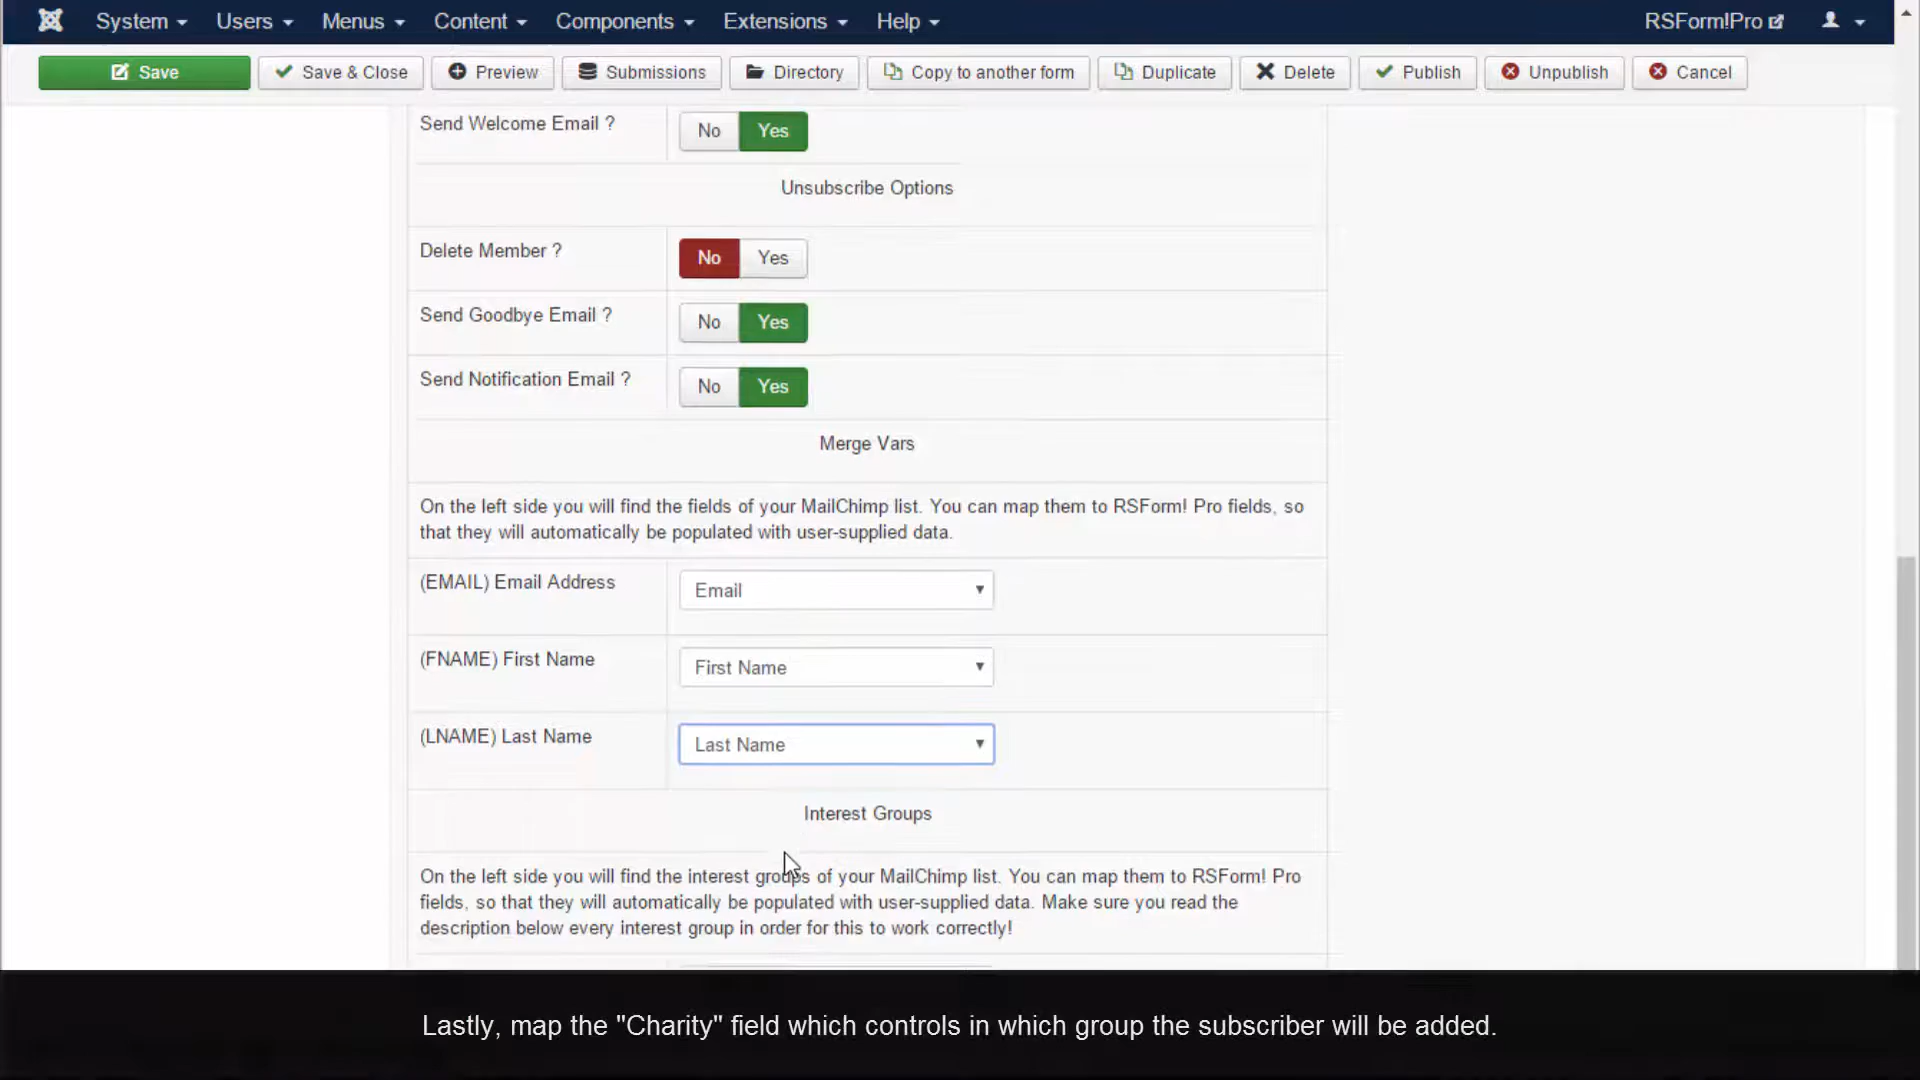 System Users Menus Content Components Extensions Help RSForm!Pro
Save Save & Close Preview Submissions Directory Copy to another form Duplicate Delete Publish Unpublish Cancel
Send Welcome Email ? No Yes
Unsubscribe Options
Delete Member ? No Yes
Send Goodbye Email ? No Yes
Send Notification Email ? No Yes
Merge Vars
On the left side you will find the fields of your MailChimp list. You can map them to RSForm! Pro fields, so
that they will automatically be populated with user-supplied data.
(EMAIL) Email Address Email
(FNAME) First Name First Name
(LNAME) Last Name Last Name
Interest Groups
On the left side you will find the interest groups of your MailChimp list. You can map them to RSForm! Pro
fields, so that they will automatically be populated with user-supplied data. Make sure you read the
description below every interest group in order for this to work correctly!
Lastly, map the "Charity" field which controls in which group the subscriber will be added.